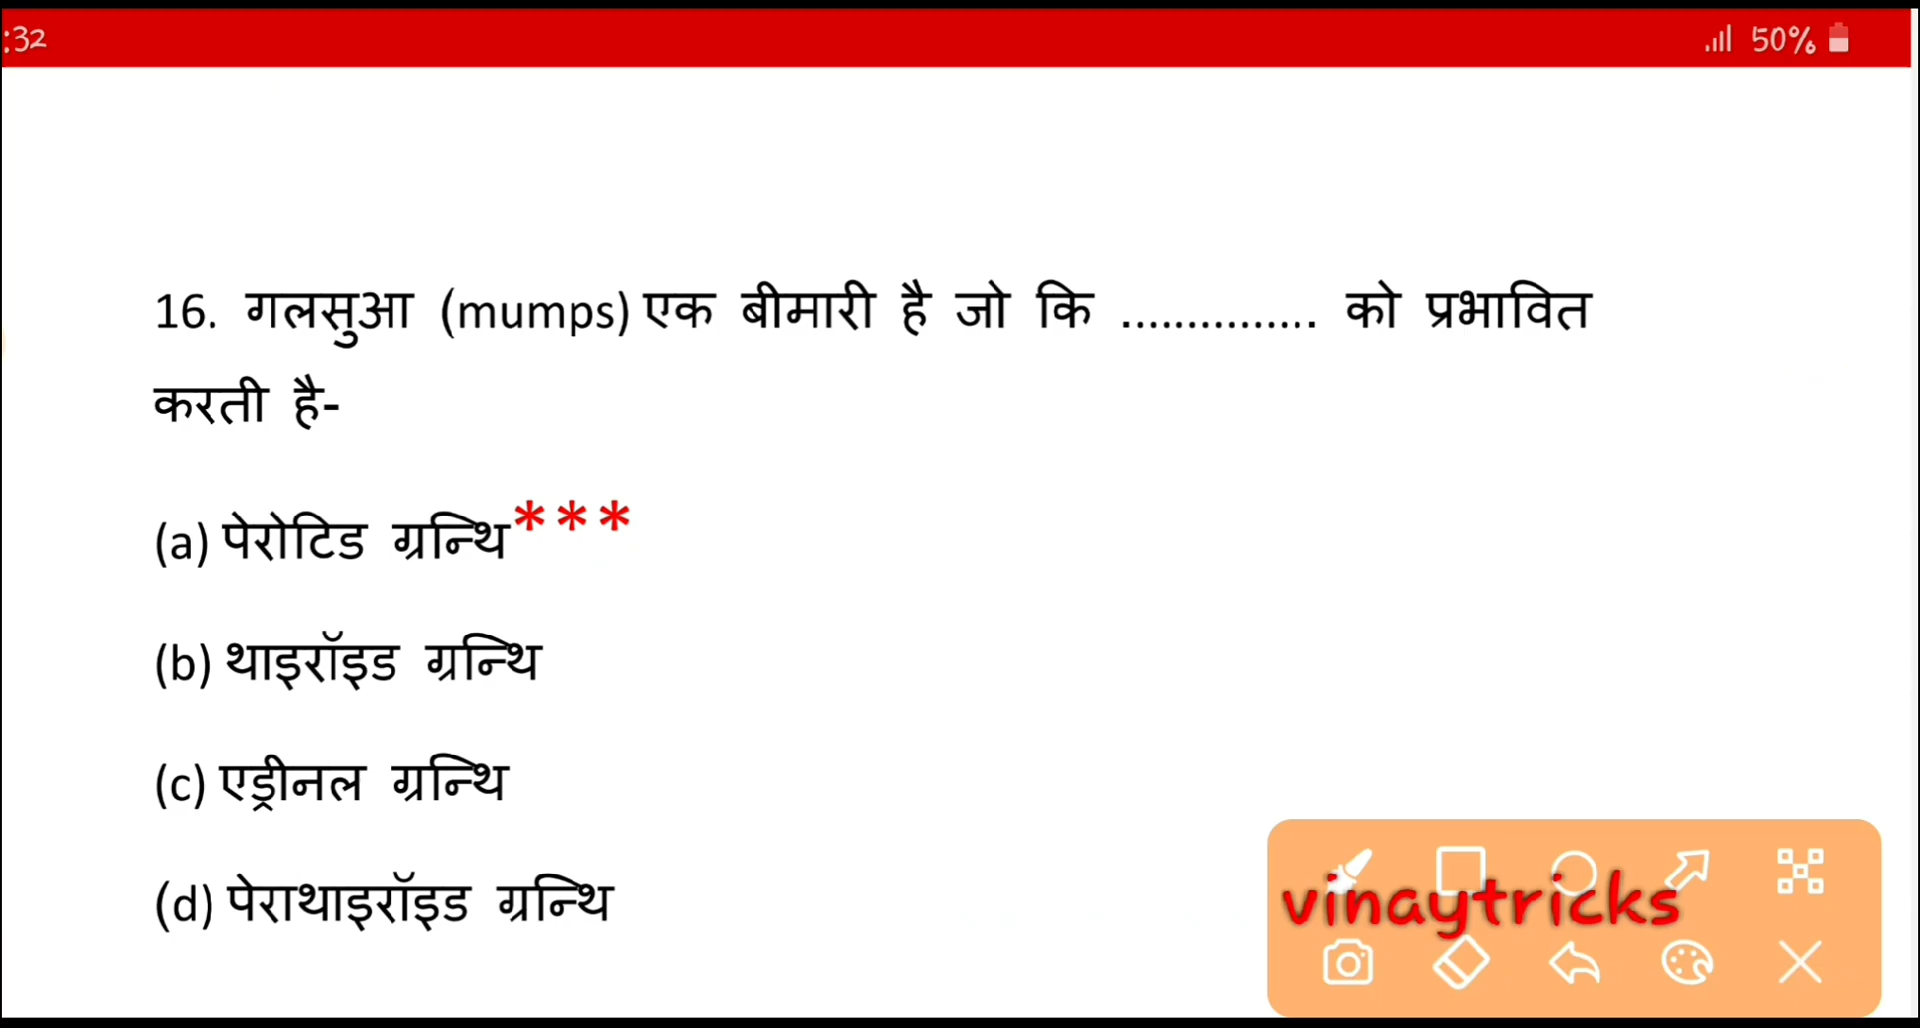 :32
50%
16. गलसुआ (mumps) एक बीमारी है जो कि ............... को प्रभावित
करती है-
(a) पेरोटिड ग्रन्थि***
(b) थाइरॉइड ग्रन्थि
(c) एड्रीनल ग्रन्थि
(d) पेराथाइरॉइड ग्रन्थि
vinaytricks